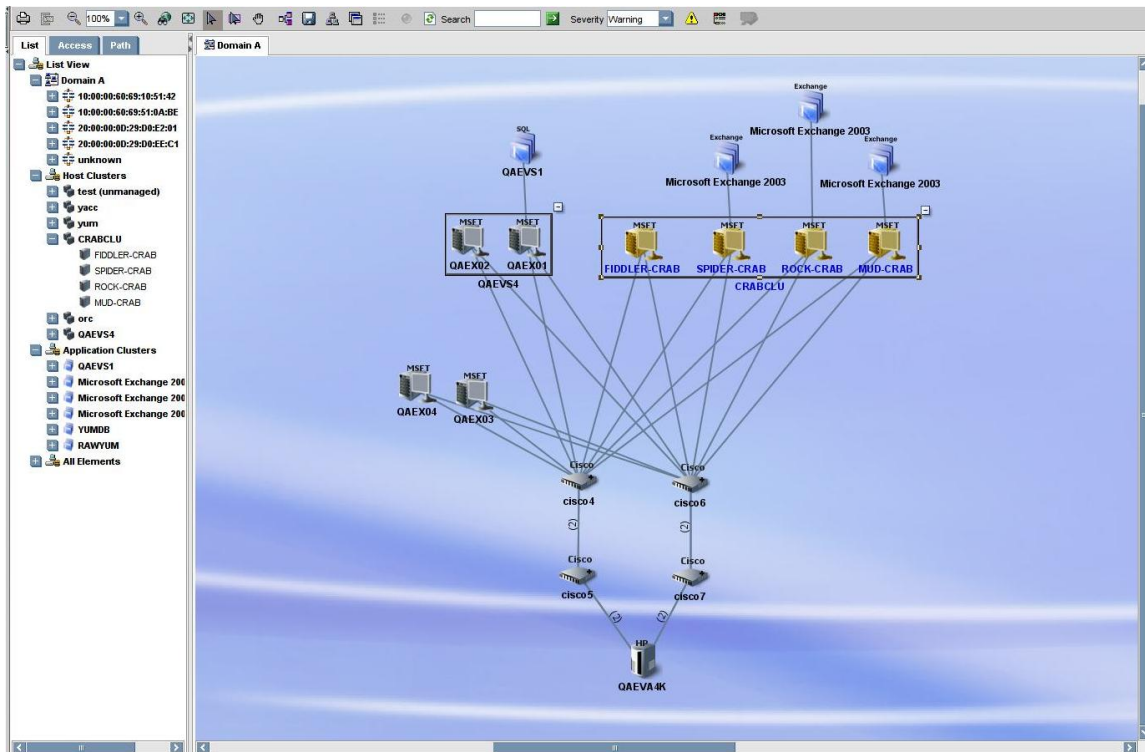 100%
Search
Severity Warning
List Access Path
Domain A
List View
Domain A
10:00:00:60:69:10:51:42
10:00:00:60:69:51:0A:BE
20:00:00:0D:29:D0:E2:01
20:00:00:0D:29:D0:EE:C1
unknown
Host Clusters
test (unmanaged)
yacc
yum
CRABCLU
FIDDLER-CRAB
SPIDER-CRAB
ROCK-CRAB
MUD-CRAB
orc
QAEVS4
Application Clusters
QAEVS1
Microsoft Exchange 200
Microsoft Exchange 200
Microsoft Exchange 200
YUMDB
RAWYUM
All Elements
Exchange
Microsoft Exchange 2003
SQL
QAEVS1
Exchange
Microsoft Exchange 2003
Exchange
Microsoft Exchange 2003
MSFT
QAEX02
MSFT
QAEX01
QAEVS4
MSFT
FIDDLER-CRAB
MSFT
SPIDER-CRAB
MSFT
ROCK-CRAB
MSFT
MUD-CRAB
CRABCLU
MSFT
QAEX04
MSFT
QAEX03
Cisco
cisco4
Cisco
cisco6
(2)
(2)
Cisco
cisco5
Cisco
cisco7
(2)
(2)
HP
QAEVA4K